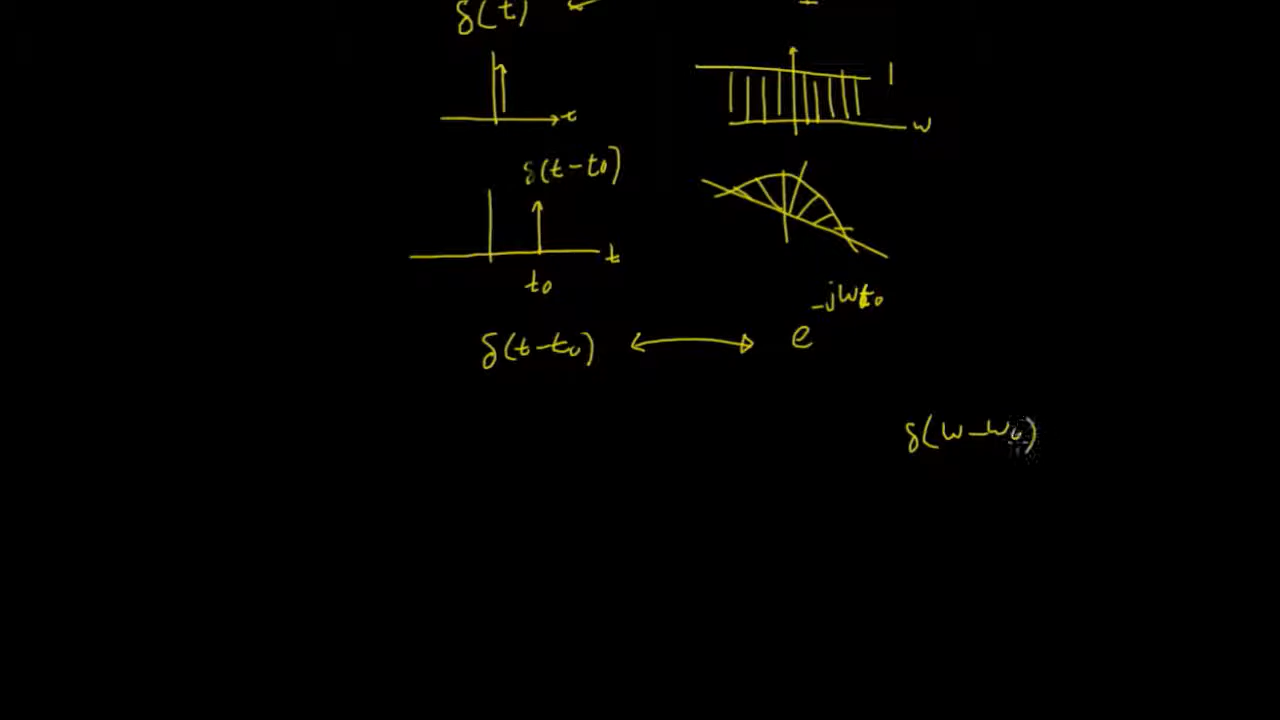 δ(t) ↔
1
t
ω
δ(t-t₀)
t
t₀
δ(t-t₀) ↔ e^-jωt₀
δ(ω-ω₀)